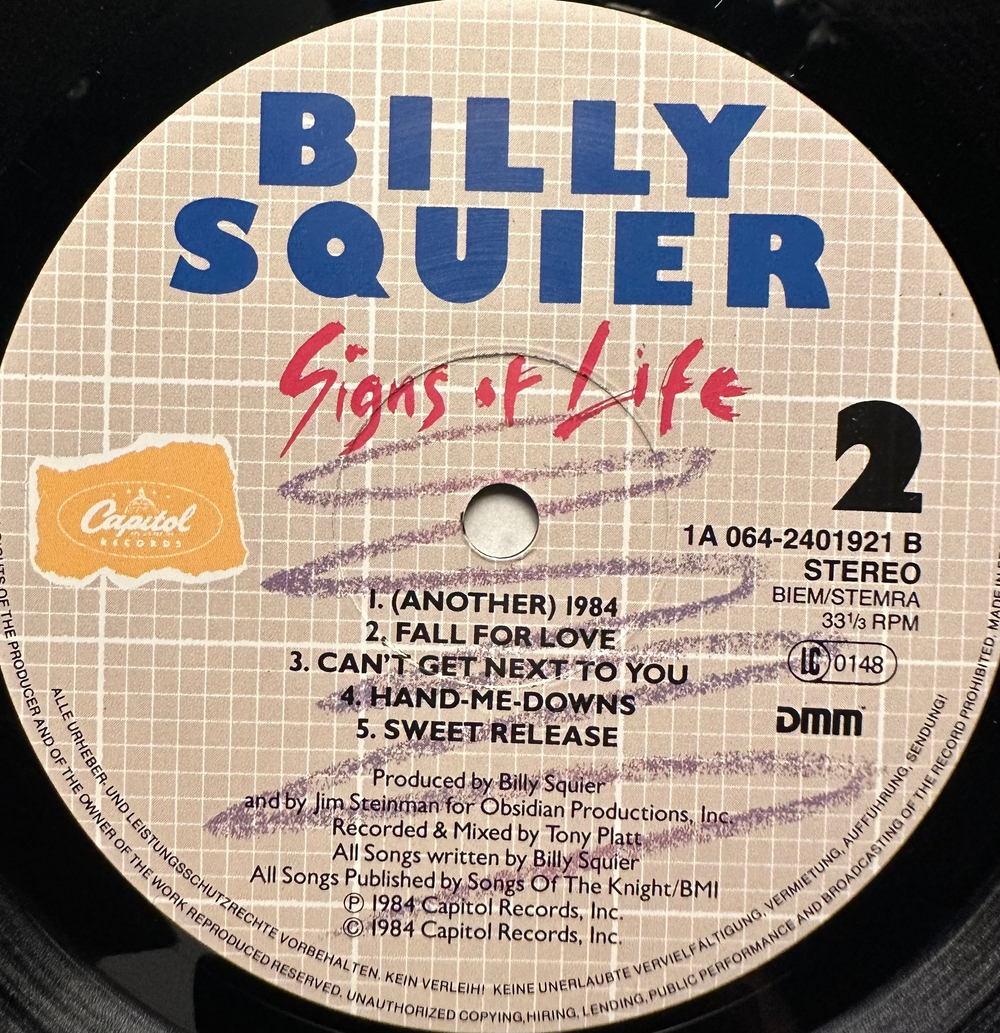 BILLY
SQUIER
Signs of Life
2
Capitol
RECORDS
1A 064-2401921 B
STEREO
BIEM/STEMRA
33 1/3 RPM
LC 0148
DMM
1. (ANOTHER) 1984
2. FALL FOR LOVE
3. CAN'T GET NEXT TO YOU
4. HAND-ME-DOWNS
5. SWEET RELEASE
Produced by Billy Squier
and by Jim Steinman for Obsidian Productions, Inc.
Recorded & Mixed by Tony Platt
All Songs written by Billy Squier
All Songs Published by Songs Of The Knight/BMI
℗ 1984 Capitol Records, Inc.
© 1984 Capitol Records, Inc.
ALLE URHEBER- UND LEISTUNGSSCHUTZRECHTE VORBEHALTEN. KEIN VERLEIH! KEINE UNERLAUBTE VERVIELFÄLTIGUNG, VERMIETUNG, AUFFÜHRUNG, SENDUNG!
OF THE PRODUCER AND OF THE OWNER OF THE WORK REPRODUCED RESERVED. UNAUTHORIZED COPYING, HIRING, LENDING, PUBLIC PERFORMANCE AND BROADCASTING OF THE RECORD PROHIBITED. MADE IN